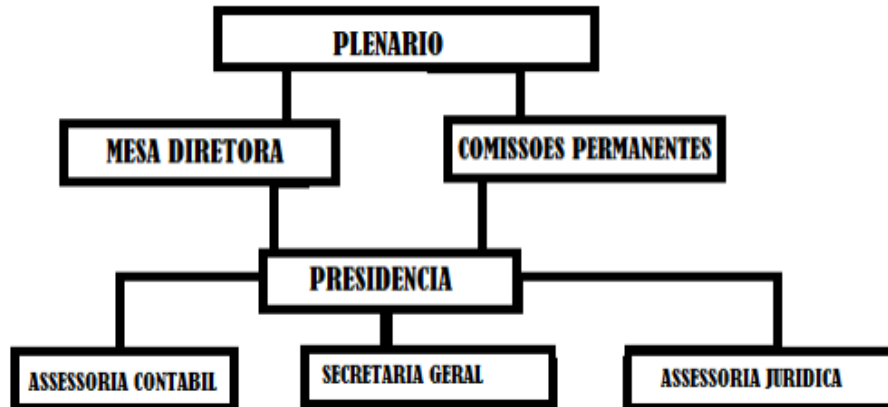 PLENARIO
MESA DIRETORA
COMISSOES PERMANENTES
PRESIDENCIA
ASSESSORIA CONTABIL
SECRETARIA GERAL
ASSESSORIA JURIDICA